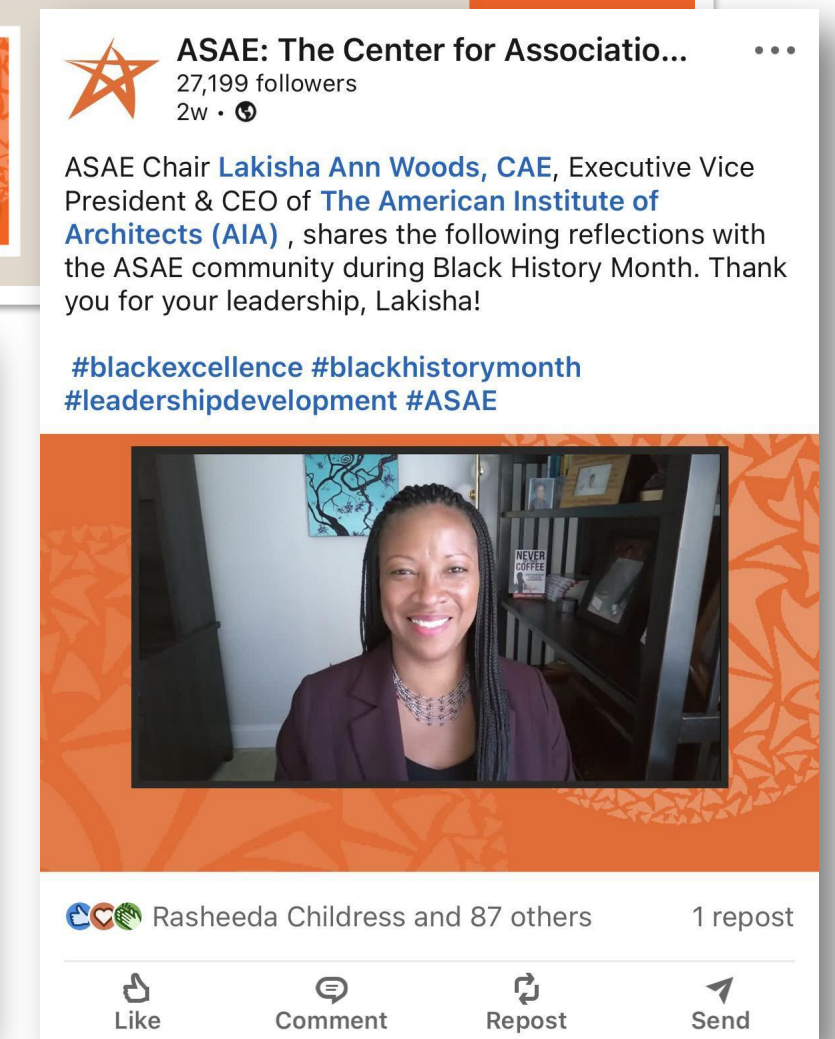 ASAE: The Center for Associatio...
27,199 followers
2w •
ASAE Chair Lakisha Ann Woods, CAE, Executive Vice
President & CEO of The American Institute of
Architects (AIA) , shares the following reflections with
the ASAE community during Black History Month. Thank
you for your leadership, Lakisha!
#blackexcellence #blackhistorymonth
#leadershipdevelopment #ASAE
NEVER
COFFEE
Rasheeda Childress and 87 others 1 repost
Like Comment Repost Send